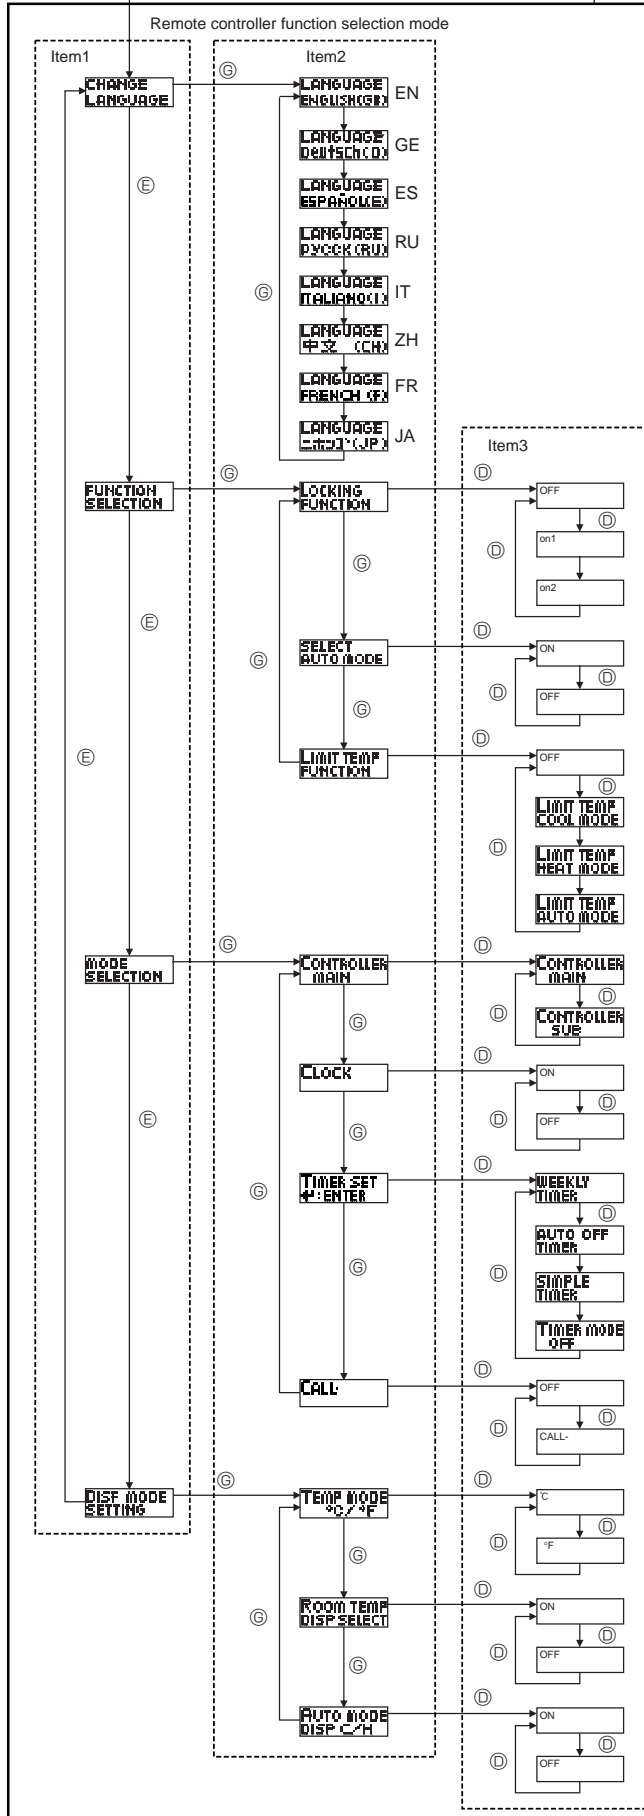 Remote controller function selection mode
Item1
Item2
CHANGE
LANGUAGE
Ⓖ
LANGUAGE
ENGLISH(GB)
EN
LANGUAGE
Deutsch(D)
GE
Ⓔ
LANGUAGE
ESPAÑOL(E)
ES
LANGUAGE
РУССК(RU)
RU
Ⓖ
LANGUAGE
ITALIANO(I)
IT
LANGUAGE
中文 (CH)
ZH
LANGUAGE
FRENCH (F)
FR
LANGUAGE
ニホンゴ(JP)
JA
Item3
FUNCTION
SELECTION
Ⓖ
LOCKING
FUNCTION
Ⓓ
OFF
Ⓓ
on1
Ⓓ
on2
Ⓖ
Ⓔ
SELECT
AUTO MODE
Ⓓ
ON
Ⓓ
Ⓓ
OFF
Ⓖ
Ⓖ
LIMIT TEMP
FUNCTION
Ⓓ
OFF
Ⓔ
Ⓓ
LIMIT TEMP
COOL MODE
Ⓓ
LIMIT TEMP
HEAT MODE
LIMIT TEMP
AUTO MODE
MODE
SELECTION
Ⓖ
CONTROLLER
MAIN
Ⓓ
CONTROLLER
MAIN
Ⓓ
Ⓓ
CONTROLLER
SUB
Ⓖ
CLOCK
Ⓓ
ON
Ⓓ
Ⓓ
OFF
Ⓔ
Ⓖ
TIMER SET
↵:ENTER
Ⓓ
WEEKLY
TIMER
Ⓓ
AUTO OFF
TIMER
Ⓖ
Ⓓ
SIMPLE
TIMER
Ⓖ
TIMER MODE
OFF
CALL-
Ⓓ
OFF
Ⓓ
Ⓓ
CALL-
DISP MODE
SETTING
Ⓖ
TEMP MODE
°C/°F
Ⓓ
°C
Ⓓ
Ⓓ
°F
Ⓖ
ROOM TEMP
DISP SELECT
Ⓓ
ON
Ⓓ
Ⓓ
OFF
Ⓖ
Ⓖ
AUTO MODE
DISP C/H
Ⓓ
ON
Ⓓ
Ⓓ
OFF